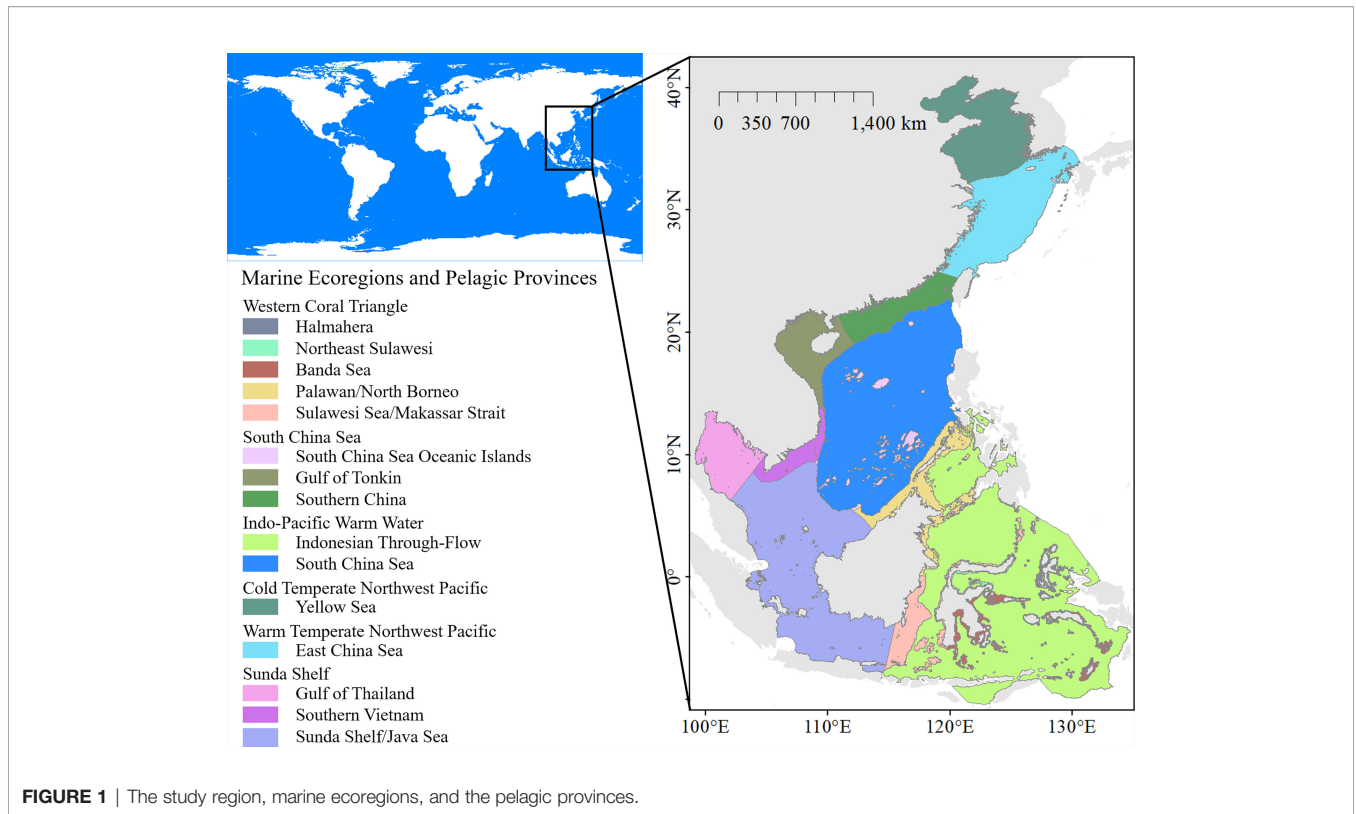 40°N
30°N
20°N
10°N
0°
0 350 700 1,400 km
100°E 110°E 120°E 130°E
Marine Ecoregions and Pelagic Provinces
Western Coral Triangle
Halmahera
Northeast Sulawesi
Banda Sea
Palawan/North Borneo
Sulawesi Sea/Makassar Strait
South China Sea
South China Sea Oceanic Islands
Gulf of Tonkin
Southern China
Indo-Pacific Warm Water
Indonesian Through-Flow
South China Sea
Cold Temperate Northwest Pacific
Yellow Sea
Warm Temperate Northwest Pacific
East China Sea
Sunda Shelf
Gulf of Thailand
Southern Vietnam
Sunda Shelf/Java Sea
FIGURE 1 | The study region, marine ecoregions, and the pelagic provinces.